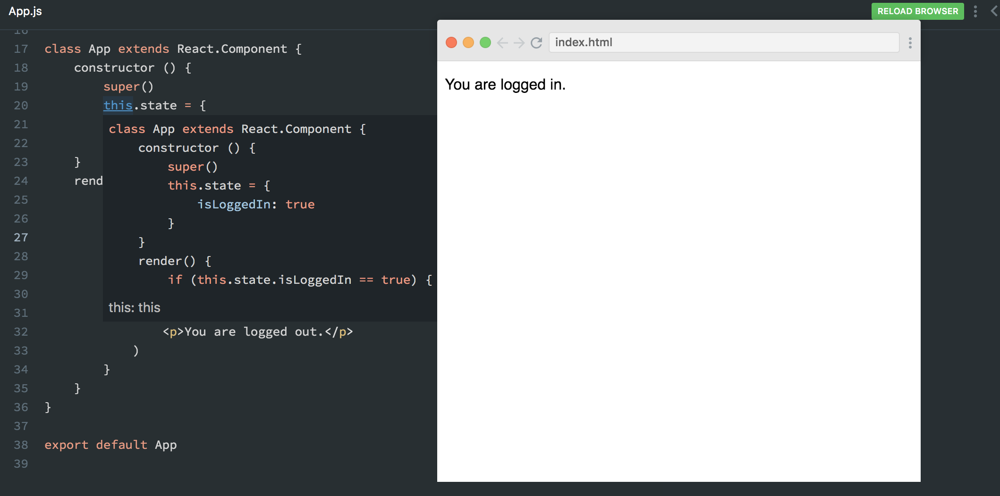 App.js
RELOAD BROWSER
16
17 class App extends React.Component {
18     constructor () {
19         super()
20         this.state = {
21
22
23     }
24     rend
25
26
27
28
29
30
31
class App extends React.Component {
    constructor () {
        super()
        this.state = {
            isLoggedIn: true
        }
    }
    render() {
        if (this.state.isLoggedIn == true) {
this: this
32                 <p>You are logged out.</p>
33             )
34         }
35     }
36 }
37
38 export default App
39
index.html
You are logged in.